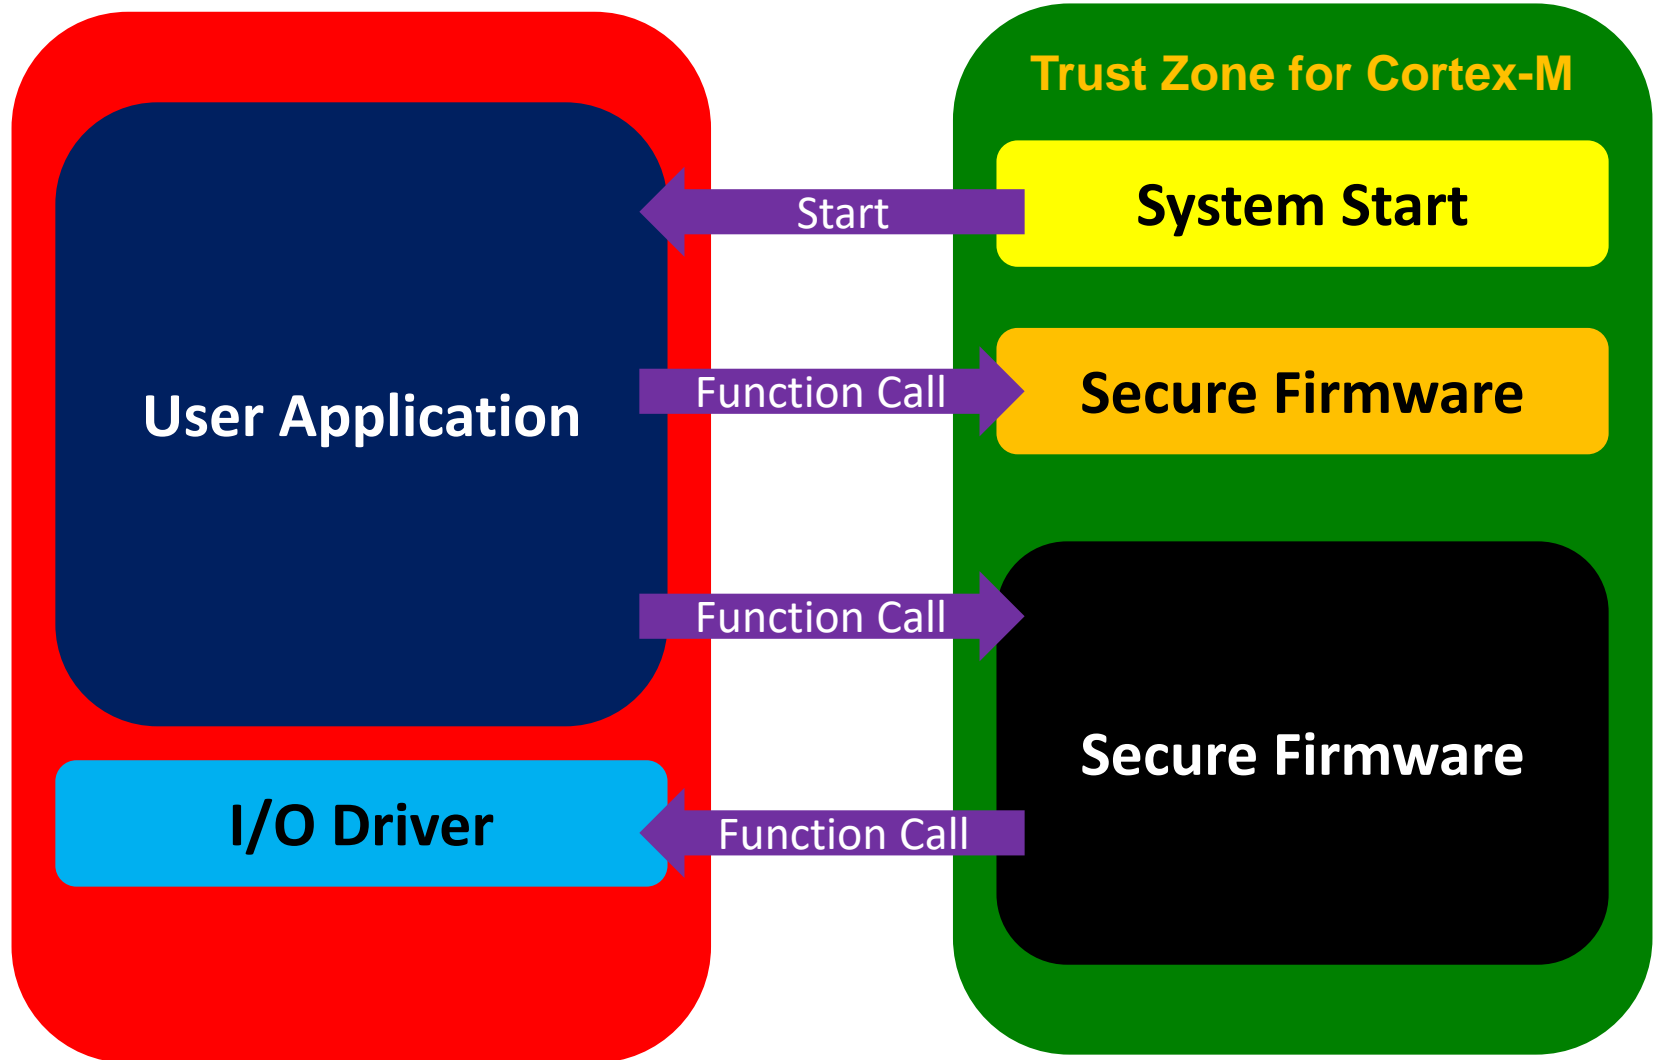 Trust Zone for Cortex-M
System Start
Start
User Application
Function Call
Secure Firmware
Function Call
Secure Firmware
I/O Driver
Function Call